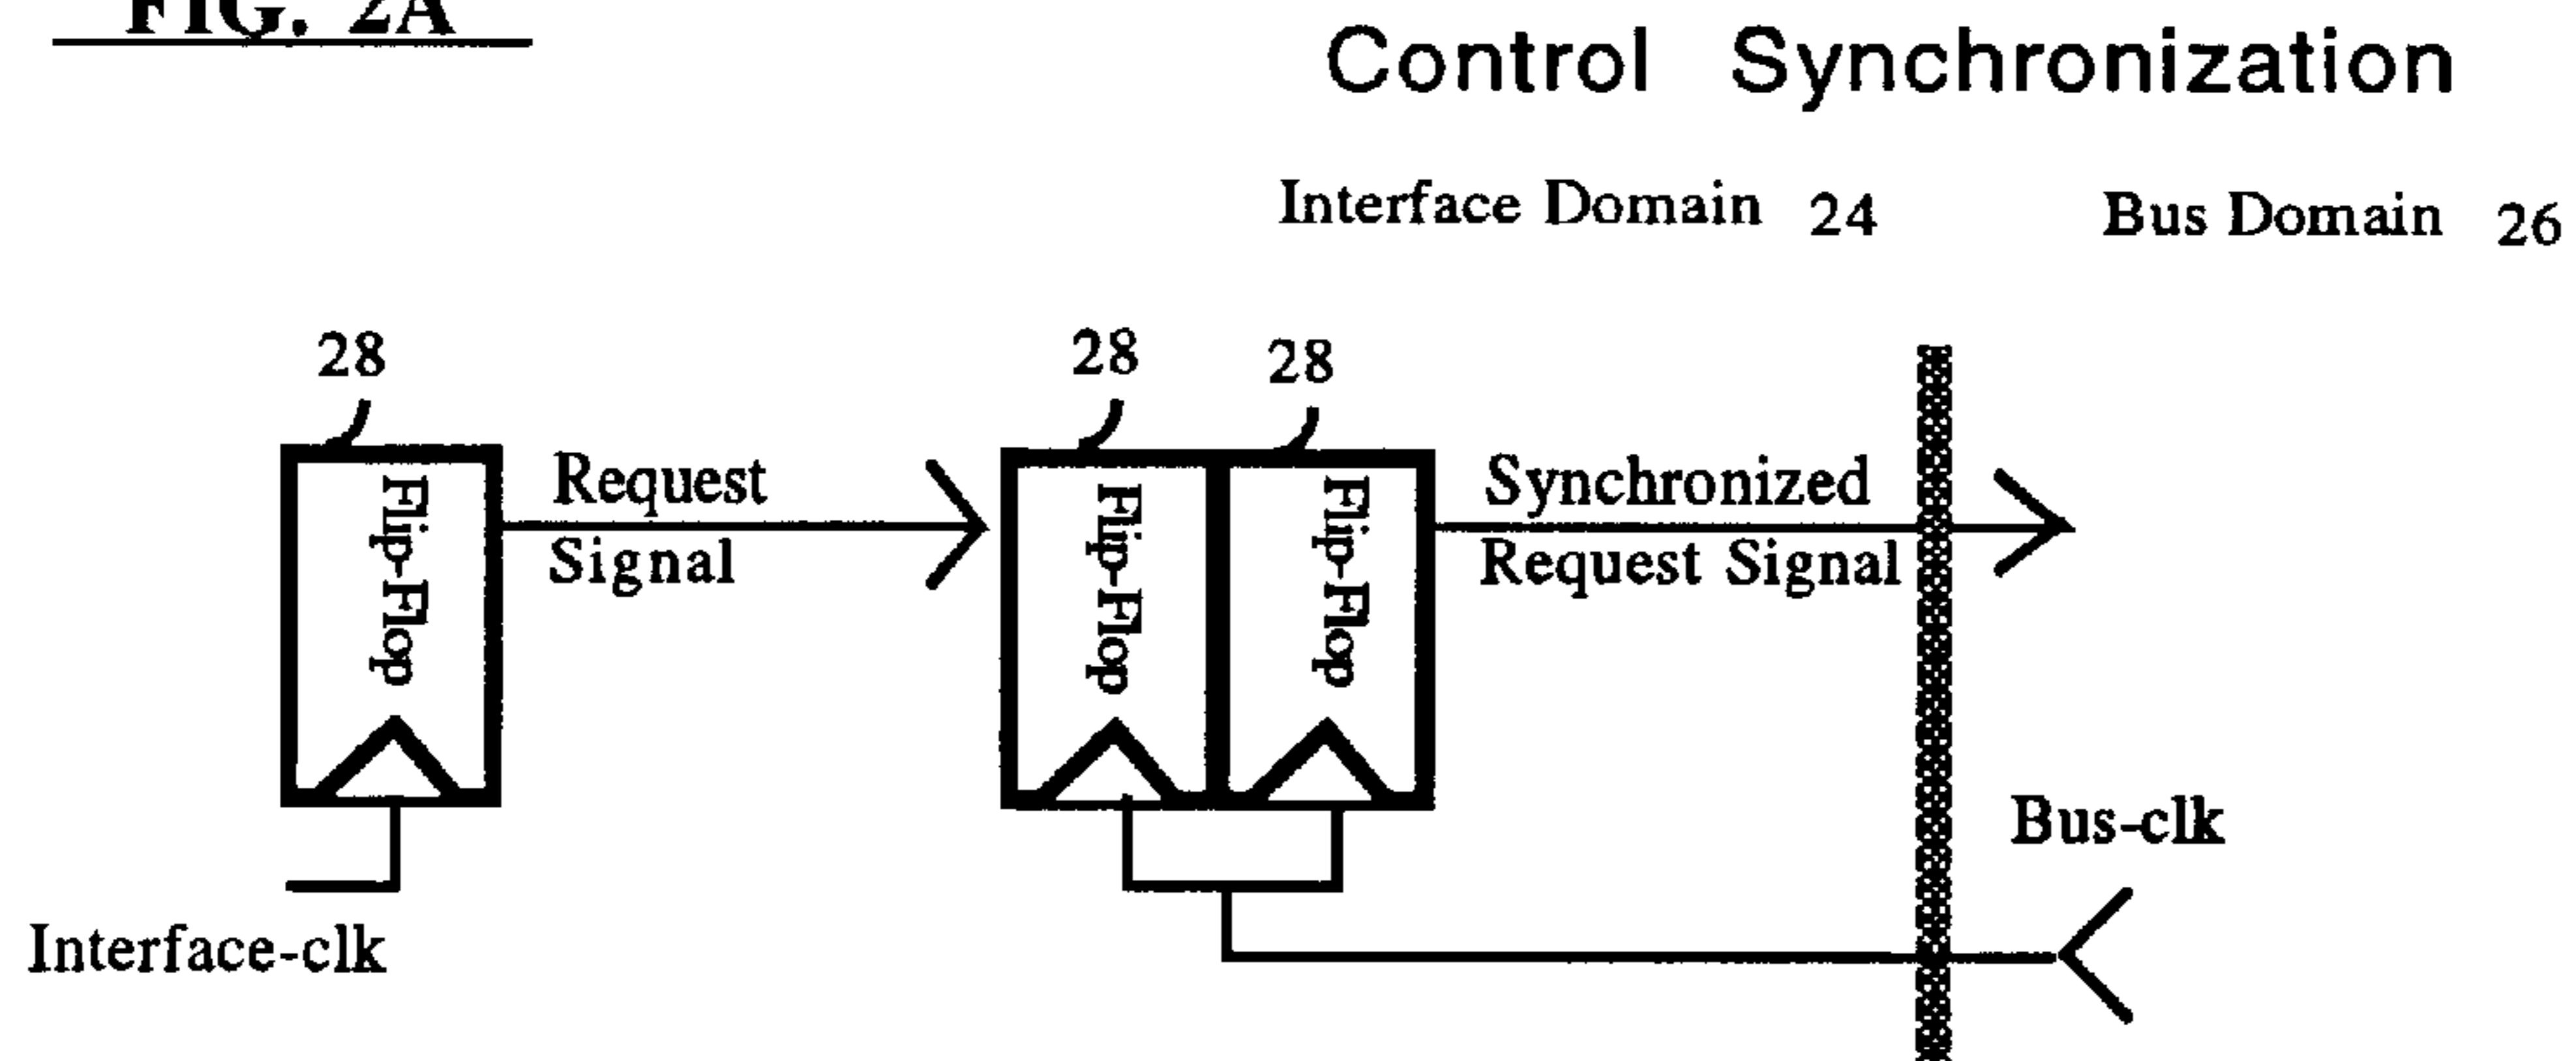 FIG. 2A
Control Synchronization
Interface Domain 24
Bus Domain 26
28
28
28
Flip-Flop
Request
Signal
Flip-Flop
Flip-Flop
Synchronized
Request Signal
Bus-clk
Interface-clk